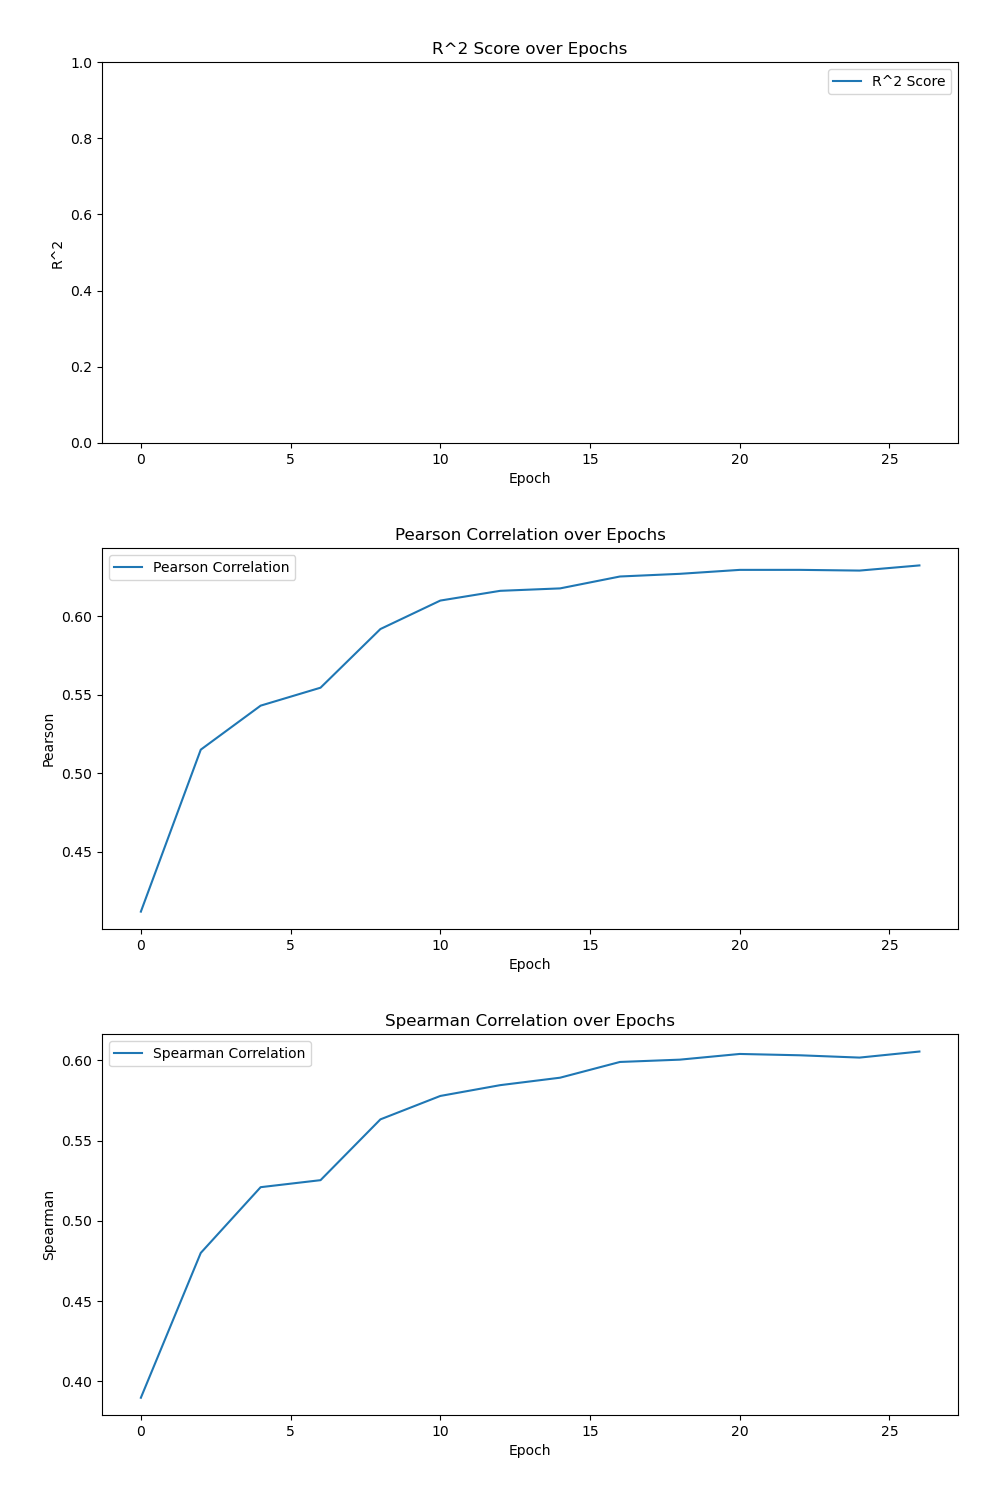 R^2 Score over Epochs
1.0
R^2 Score
0.8
0.6
R^2
0.4
0.2
0.0
0 5 10 15 20 25
Epoch
Pearson Correlation over Epochs
Pearson Correlation
0.60
0.55
Pearson
0.50
0.45
0 5 10 15 20 25
Epoch
Spearman Correlation over Epochs
Spearman Correlation
0.60
0.55
Spearman
0.50
0.45
0.40
0 5 10 15 20 25
Epoch